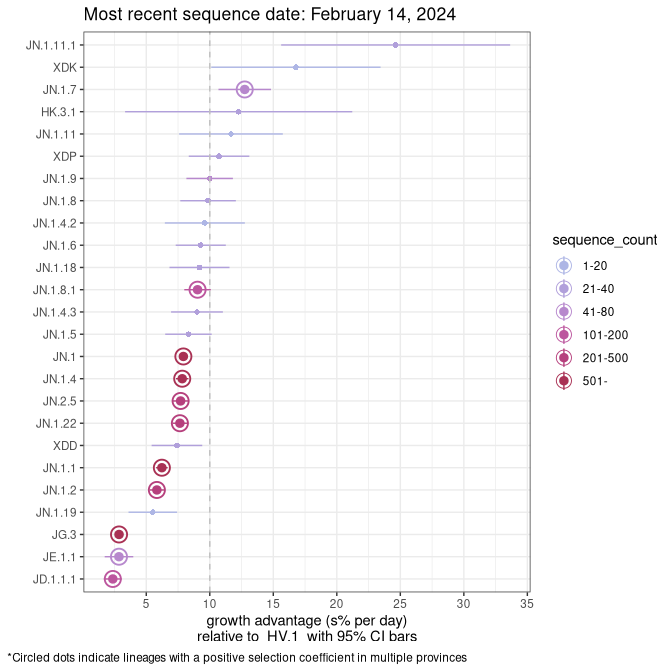 Most recent sequence date: February 14, 2024
JN.1.11.1
XDK
JN.1.7
HK.3.1
JN.1.11
XDP
JN.1.9
JN.1.8
JN.1.4.2
JN.1.6
JN.1.18
JN.1.8.1
JN.1.4.3
JN.1.5
JN.1
JN.1.4
JN.2.5
JN.1.22
XDD
JN.1.1
JN.1.2
JN.1.19
JG.3
JE.1.1
JD.1.1.1
5 10 15 20 25 30 35
growth advantage (s% per day)
relative to HV.1 with 95% CI bars
sequence_count
1-20
21-40
41-80
101-200
201-500
501-
*Circled dots indicate lineages with a positive selection coefficient in multiple provinces